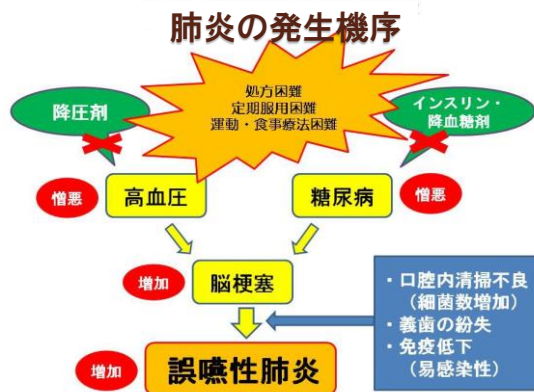 肺炎の発生機序
処方困難
定期服用困難
運動・食事療法困難
降圧剤
インスリン・
降血糖剤
憎悪
高血圧
糖尿病
憎悪
増加
脳梗塞
・口腔内清掃不良
（細菌数増加）
・義歯の紛失
・免疫低下
（易感染性）
増加
誤嚥性肺炎